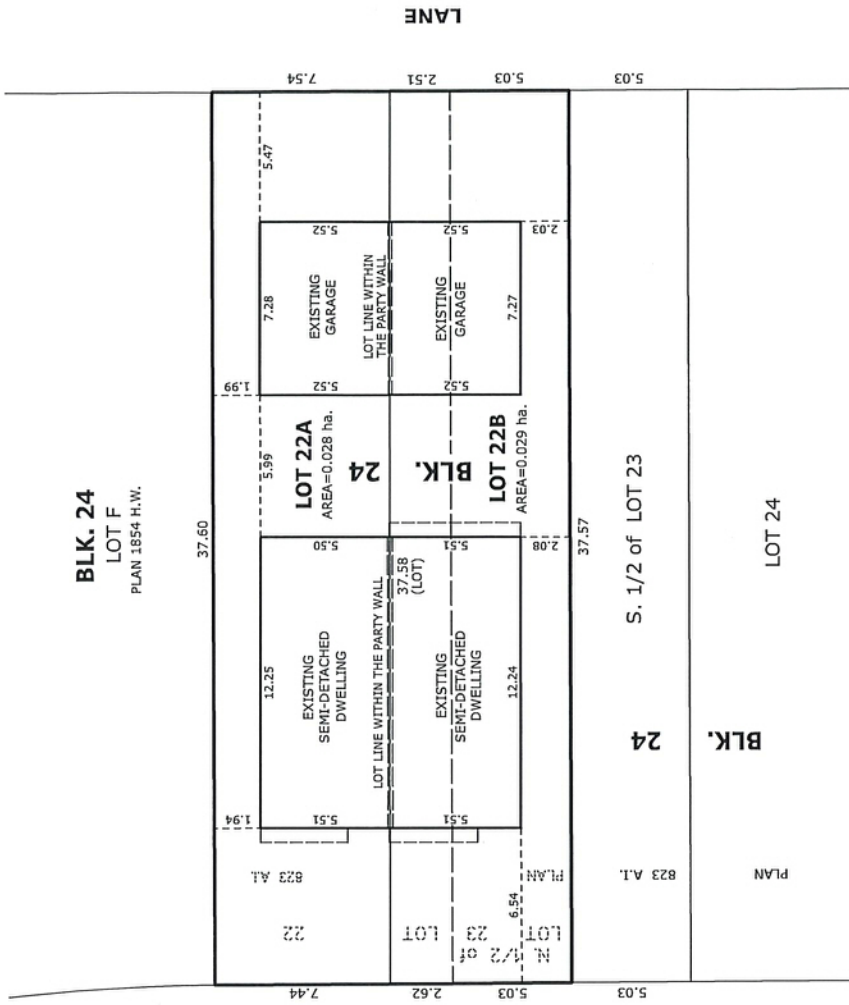 LANE
7.54
2.51
5.03
5.03
5.47
5.52
5.52
2.03
7.28
EXISTING
GARAGE
LOT LINE WITHIN
THE PARTY WALL
EXISTING
GARAGE
7.27
1.99
5.52
5.52
BLK. 24
LOT F
PLAN 1854 H.W.
37.60
5.99
LOT 22A
AREA=0.028 ha.
BLK. 24
LOT 22B
AREA=0.029 ha.
37.57
S. 1/2 of LOT 23
LOT 24
5.50
5.51
2.08
37.58
(LOT)
12.25
EXISTING
SEMI-DETACHED
DWELLING
LOT LINE WITHIN THE PARTY WALL
EXISTING
SEMI-DETACHED
DWELLING
12.24
BLK. 24
1.94
5.51
5.51
PLAN 823 A.I.
PLAN 823 A.I.
6.54
LOT 22
N. 1/2 of
LOT 23
7.44
2.62
5.03
5.03